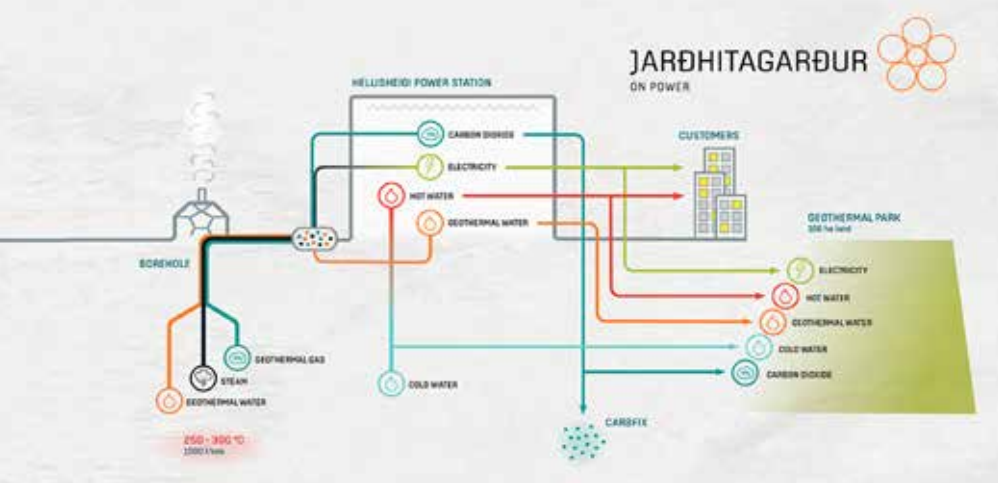 JARÐHITAGARÐUR
ON POWER
HELLISHEIDI POWER STATION
CARBON DIOXIDE
CUSTOMERS
ELECTRICITY
HOT WATER
GEOTHERMAL WATER
GEOTHERMAL PARK
BOREHOLE
ELECTRICITY
HOT WATER
GEOTHERMAL WATER
COLD WATER
CARBON DIOXIDE
GEOTHERMAL GAS
STEAM
GEOTHERMAL WATER
COLD WATER
CARBFIX
250 - 300 °C